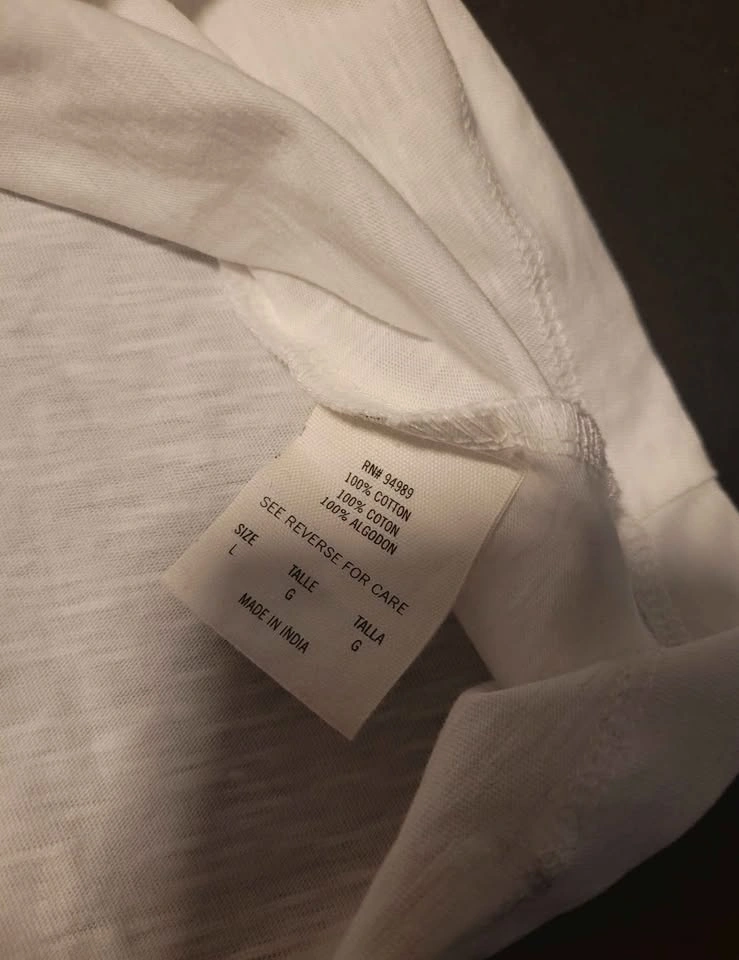 RN# 94989
100% COTTON
100% COTON
100% ALGODON
SEE REVERSE FOR CARE
SIZE TALLE TALLA
L G G
MADE IN INDIA